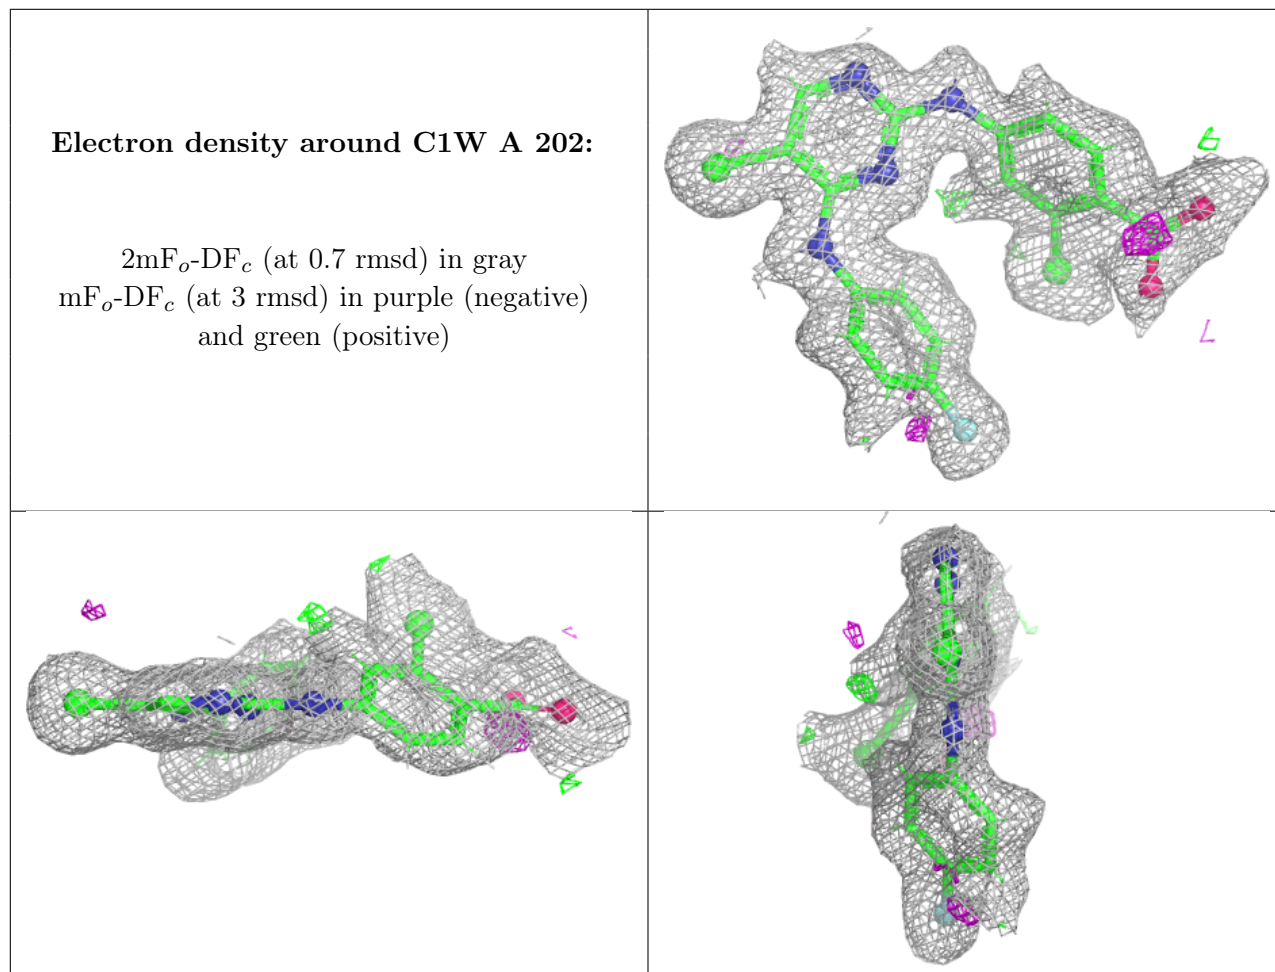 Electron density around C1W A 202:
2mFo-DFc (at 0.7 rmsd) in gray
mFo-DFc (at 3 rmsd) in purple (negative)
and green (positive)